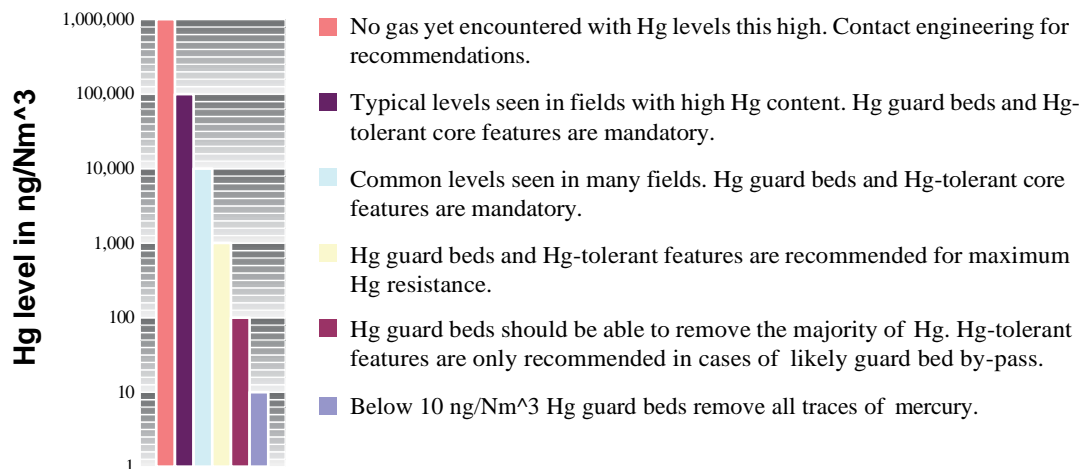 1,000,000
100,000
10,000
1,000
100
10
1
Hg level in ng/Nm^3
No gas yet encountered with Hg levels this high. Contact engineering for
recommendations.
Typical levels seen in fields with high Hg content. Hg guard beds and Hg-
tolerant core features are mandatory.
Common levels seen in many fields. Hg guard beds and Hg-tolerant core
features are mandatory.
Hg guard beds and Hg-tolerant features are recommended for maximum
Hg resistance.
Hg guard beds should be able to remove the majority of Hg. Hg-tolerant
features are only recommended in cases of likely guard bed by-pass.
Below 10 ng/Nm^3 Hg guard beds remove all traces of mercury.